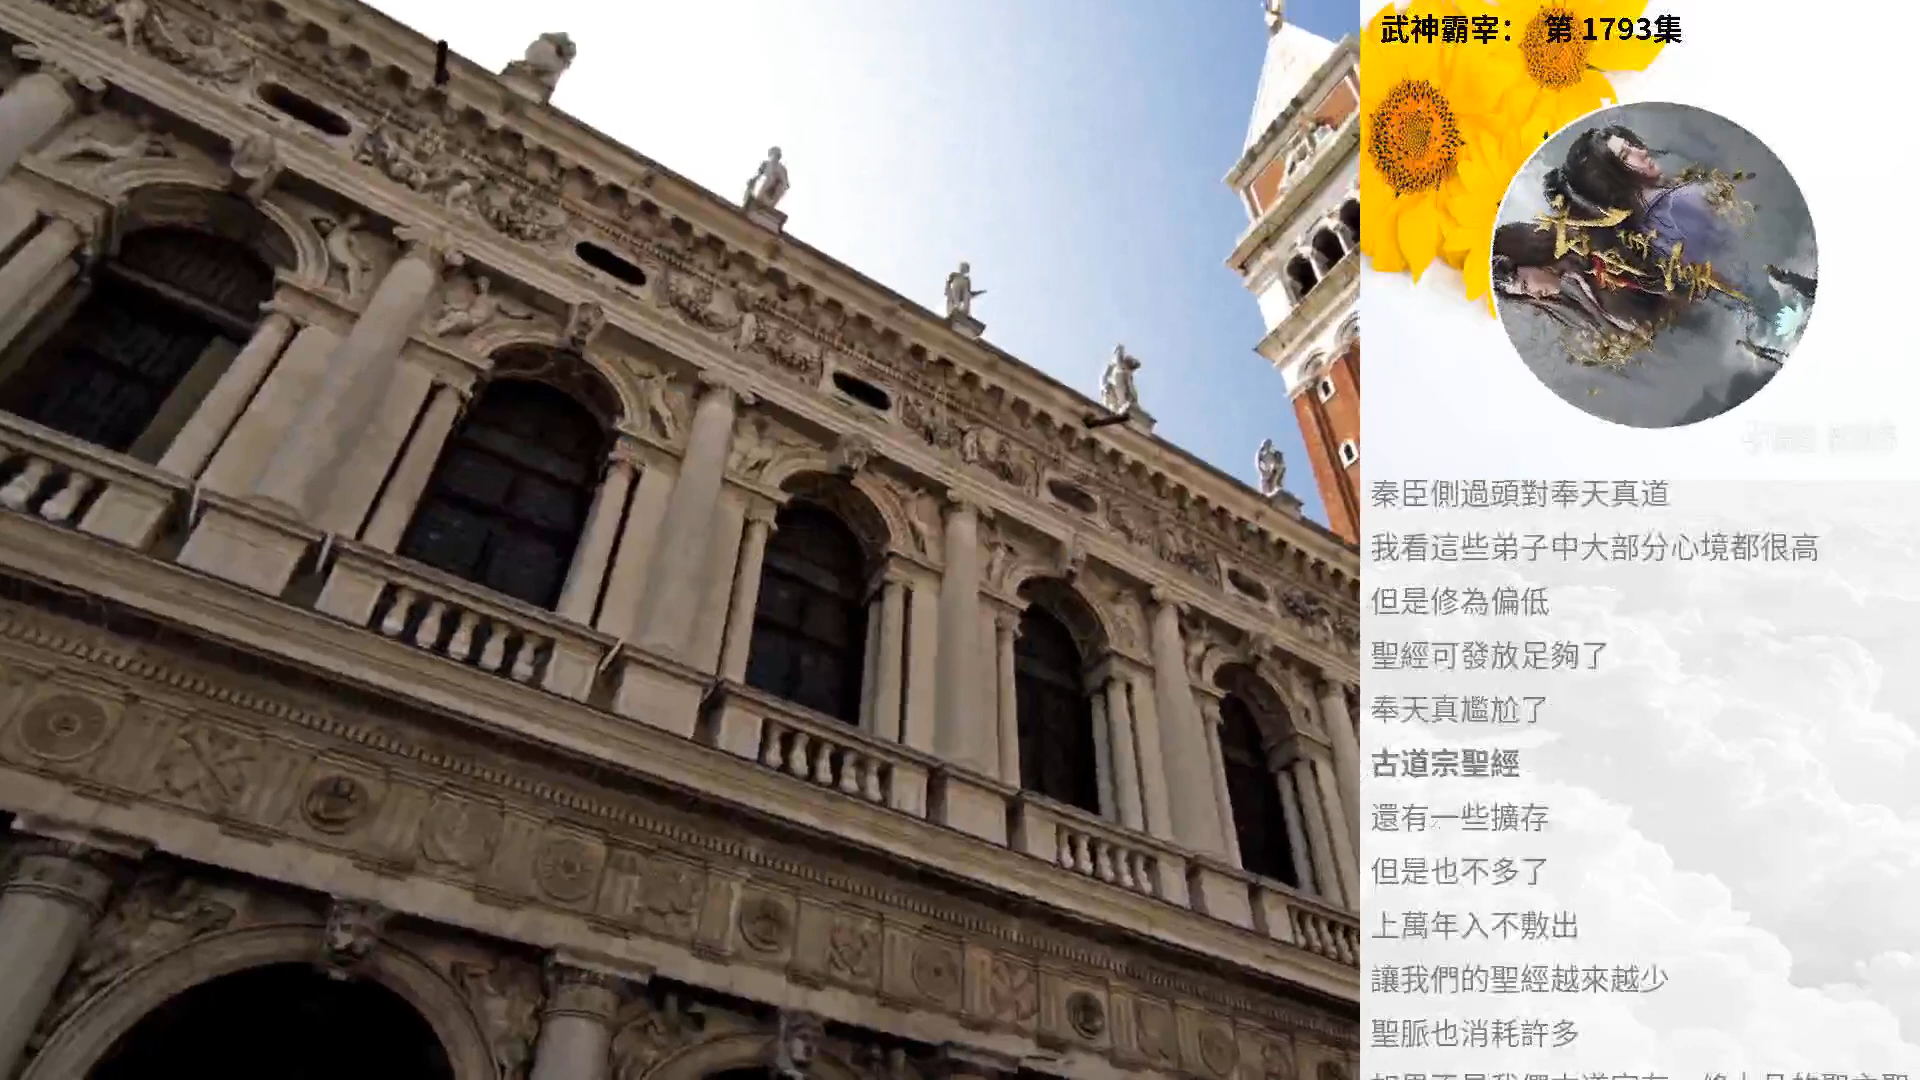 武神霸宰： 第 1793集
武神主宰
秦臣側過頭對奉天真道
我看這些弟子中大部分心境都很高
但是修為偏低
聖經可發放足夠了
奉天真尷尬了
古道宗聖經
還有一些擴存
但是也不多了
上萬年入不敷出
讓我們的聖經越來越少
聖脈也消耗許多